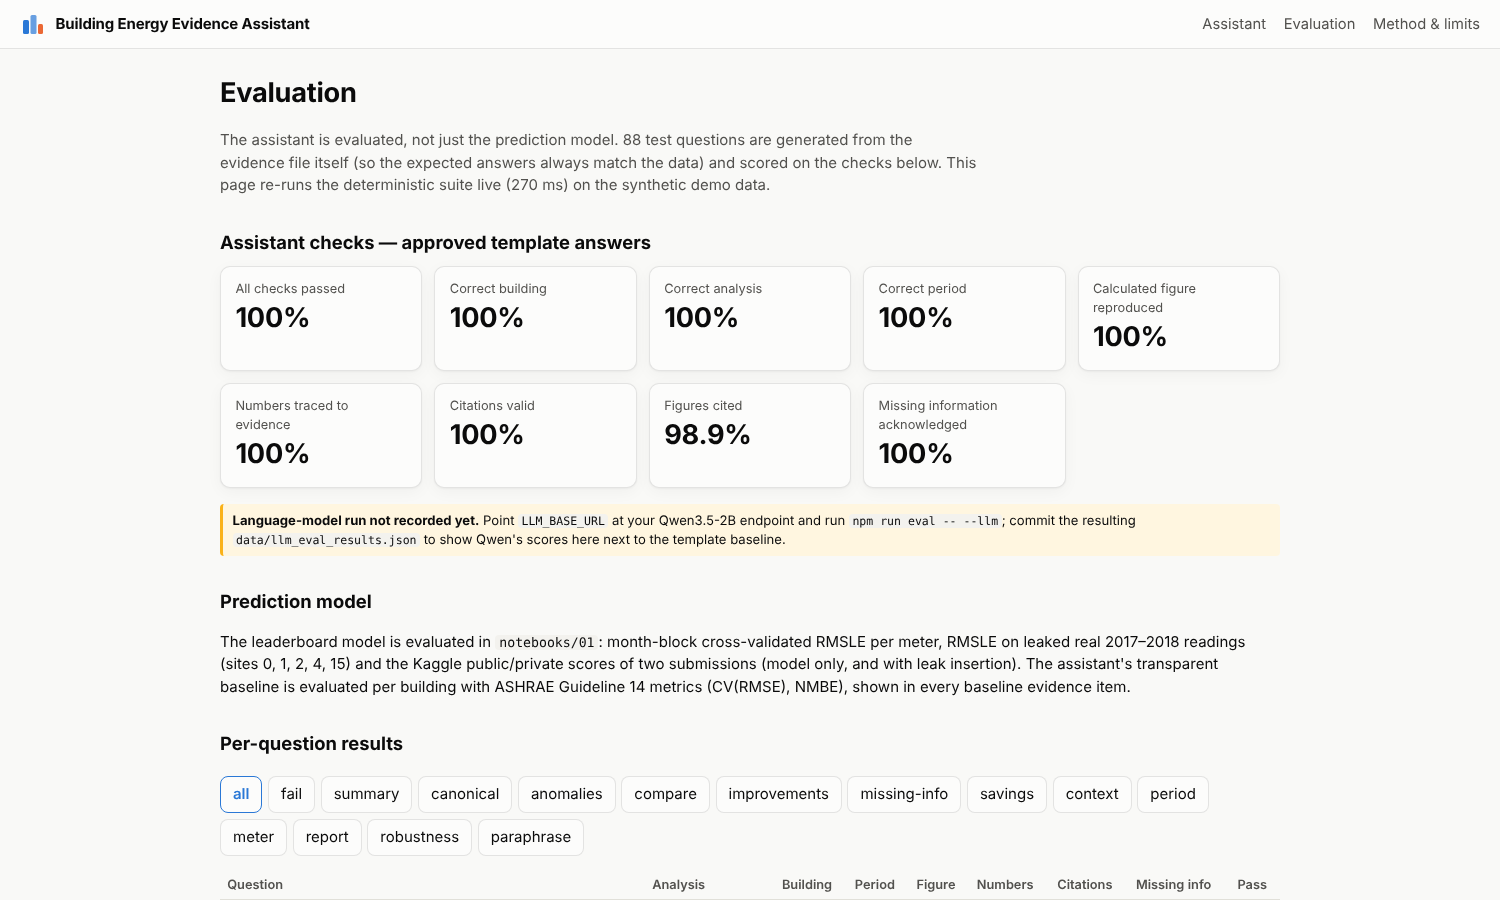 Building Energy Evidence Assistant
Assistant Evaluation Method & limits
Evaluation
The assistant is evaluated, not just the prediction model. 88 test questions are generated from the
evidence file itself (so the expected answers always match the data) and scored on the checks below. This
page re-runs the deterministic suite live (270 ms) on the synthetic demo data.
Assistant checks — approved template answers
All checks passed
100%
Correct building
100%
Correct analysis
100%
Correct period
100%
Calculated figure
reproduced
100%
Numbers traced to
evidence
100%
Citations valid
100%
Figures cited
98.9%
Missing information
acknowledged
100%
Language-model run not recorded yet. Point LLM_BASE_URL at your Qwen3.5-2B endpoint and run npm run eval -- --llm; commit the resulting
data/llm_eval_results.json to show Qwen's scores here next to the template baseline.
Prediction model
The leaderboard model is evaluated in notebooks/01: month-block cross-validated RMSLE per meter, RMSLE on leaked real 2017–2018 readings
(sites 0, 1, 2, 4, 15) and the Kaggle public/private scores of two submissions (model only, and with leak insertion). The assistant's transparent
baseline is evaluated per building with ASHRAE Guideline 14 metrics (CV(RMSE), NMBE), shown in every baseline evidence item.
Per-question results
all fail summary canonical anomalies compare improvements missing-info savings context period
meter report robustness paraphrase
Question Analysis Building Period Figure Numbers Citations Missing info Pass